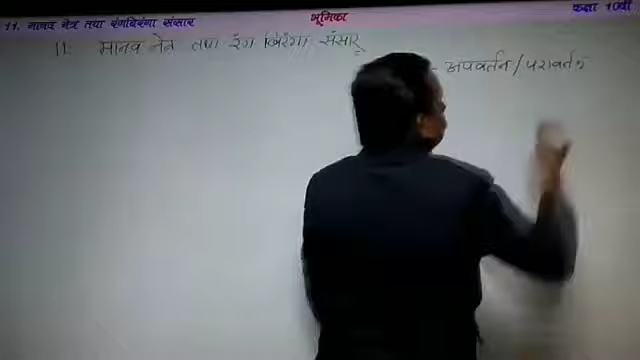 11. मानव नेत्र तथा रंगबिरंगा संसार
भूमिका
कक्षा 10वीं
11. मानव नेत्र तथा रंग बिरंगा संसार
- अपवर्तन / परावर्तन